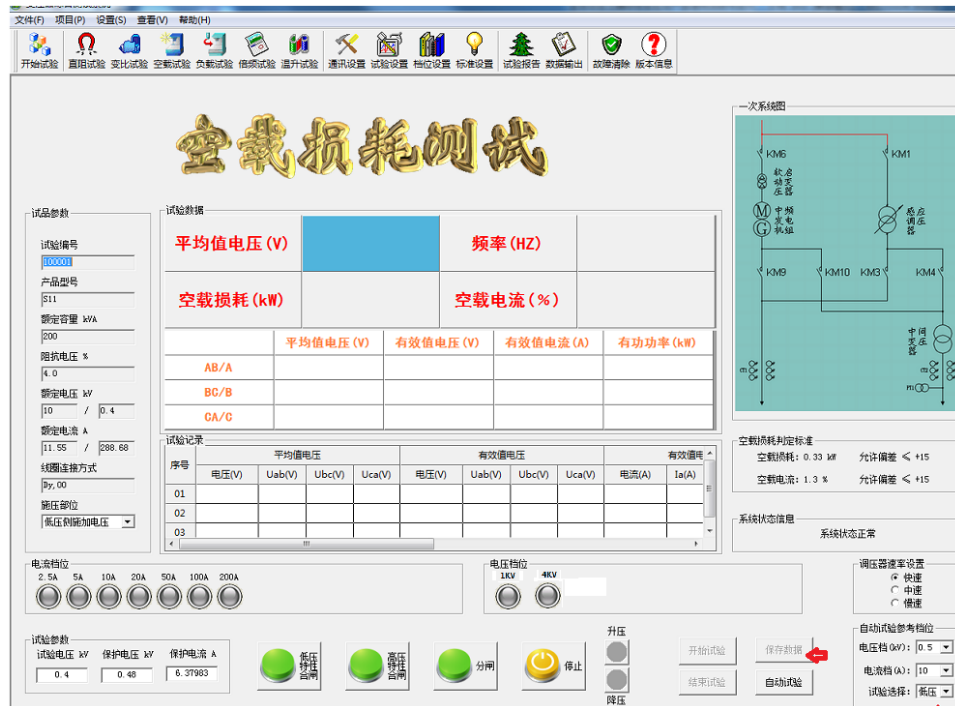 文件(F) 项目(P) 设置(S) 查看(V) 帮助(H)
开始试验 直阻试验 变比试验 空载试验 负载试验 倍频试验 温升试验 通讯设置 试验设置 档位设置 标准设置 试验报告 数据输出 故障清除 版本信息
空载损耗测试
试品参数
试验编号
100001
产品型号
S11
额定容量 kVA
200
阻抗电压 %
4.0
额定电压 kV
10 / 0.4
额定电流 A
11.55 / 288.68
线圈连接方式
Dy,00
施压部位
低压侧施加电压
试验数据
平均值电压(V) 频率(HZ)
空载损耗(kW) 空载电流(%)
平均值电压(V) 有效值电压(V) 有效值电流(A) 有功功率(kW)
AB/A
BC/B
CA/C
试验记录
序号 平均值电压 有效值电压 有效值电
电压(V) Uab(V) Ubc(V) Uca(V) 电压(V) Uab(V) Ubc(V) Uca(V) 电流(A) Ia(A)
01
02
03
一次系统图
KM6 KM1
软启动变压器
M 中频发电机组
G
感应调压器
KM9 KM10 KM3 KM4
中间变压器
m m
m
空载损耗判定标准
空载损耗: 0.33 kW 允许偏差 ≤ +15
空载电流: 1.3 % 允许偏差 ≤ +15
系统状态信息
系统状态正常
电流档位
2.5A 5A 10A 20A 50A 100A 200A
电压档位
1KV 4KV
调压器速率设置
快速
中速
慢速
试验参数
试验电压 kV 保护电压 kV 保护电流 A
0.4 0.48 6.37983
低压特性合闸
高压特性合闸
分闸
停止
升压
降压
开始试验 保存数据
结束试验 自动试验
自动试验参考档位
电压档(kV): 0.5
电流档(A): 10
试验选择: 低压